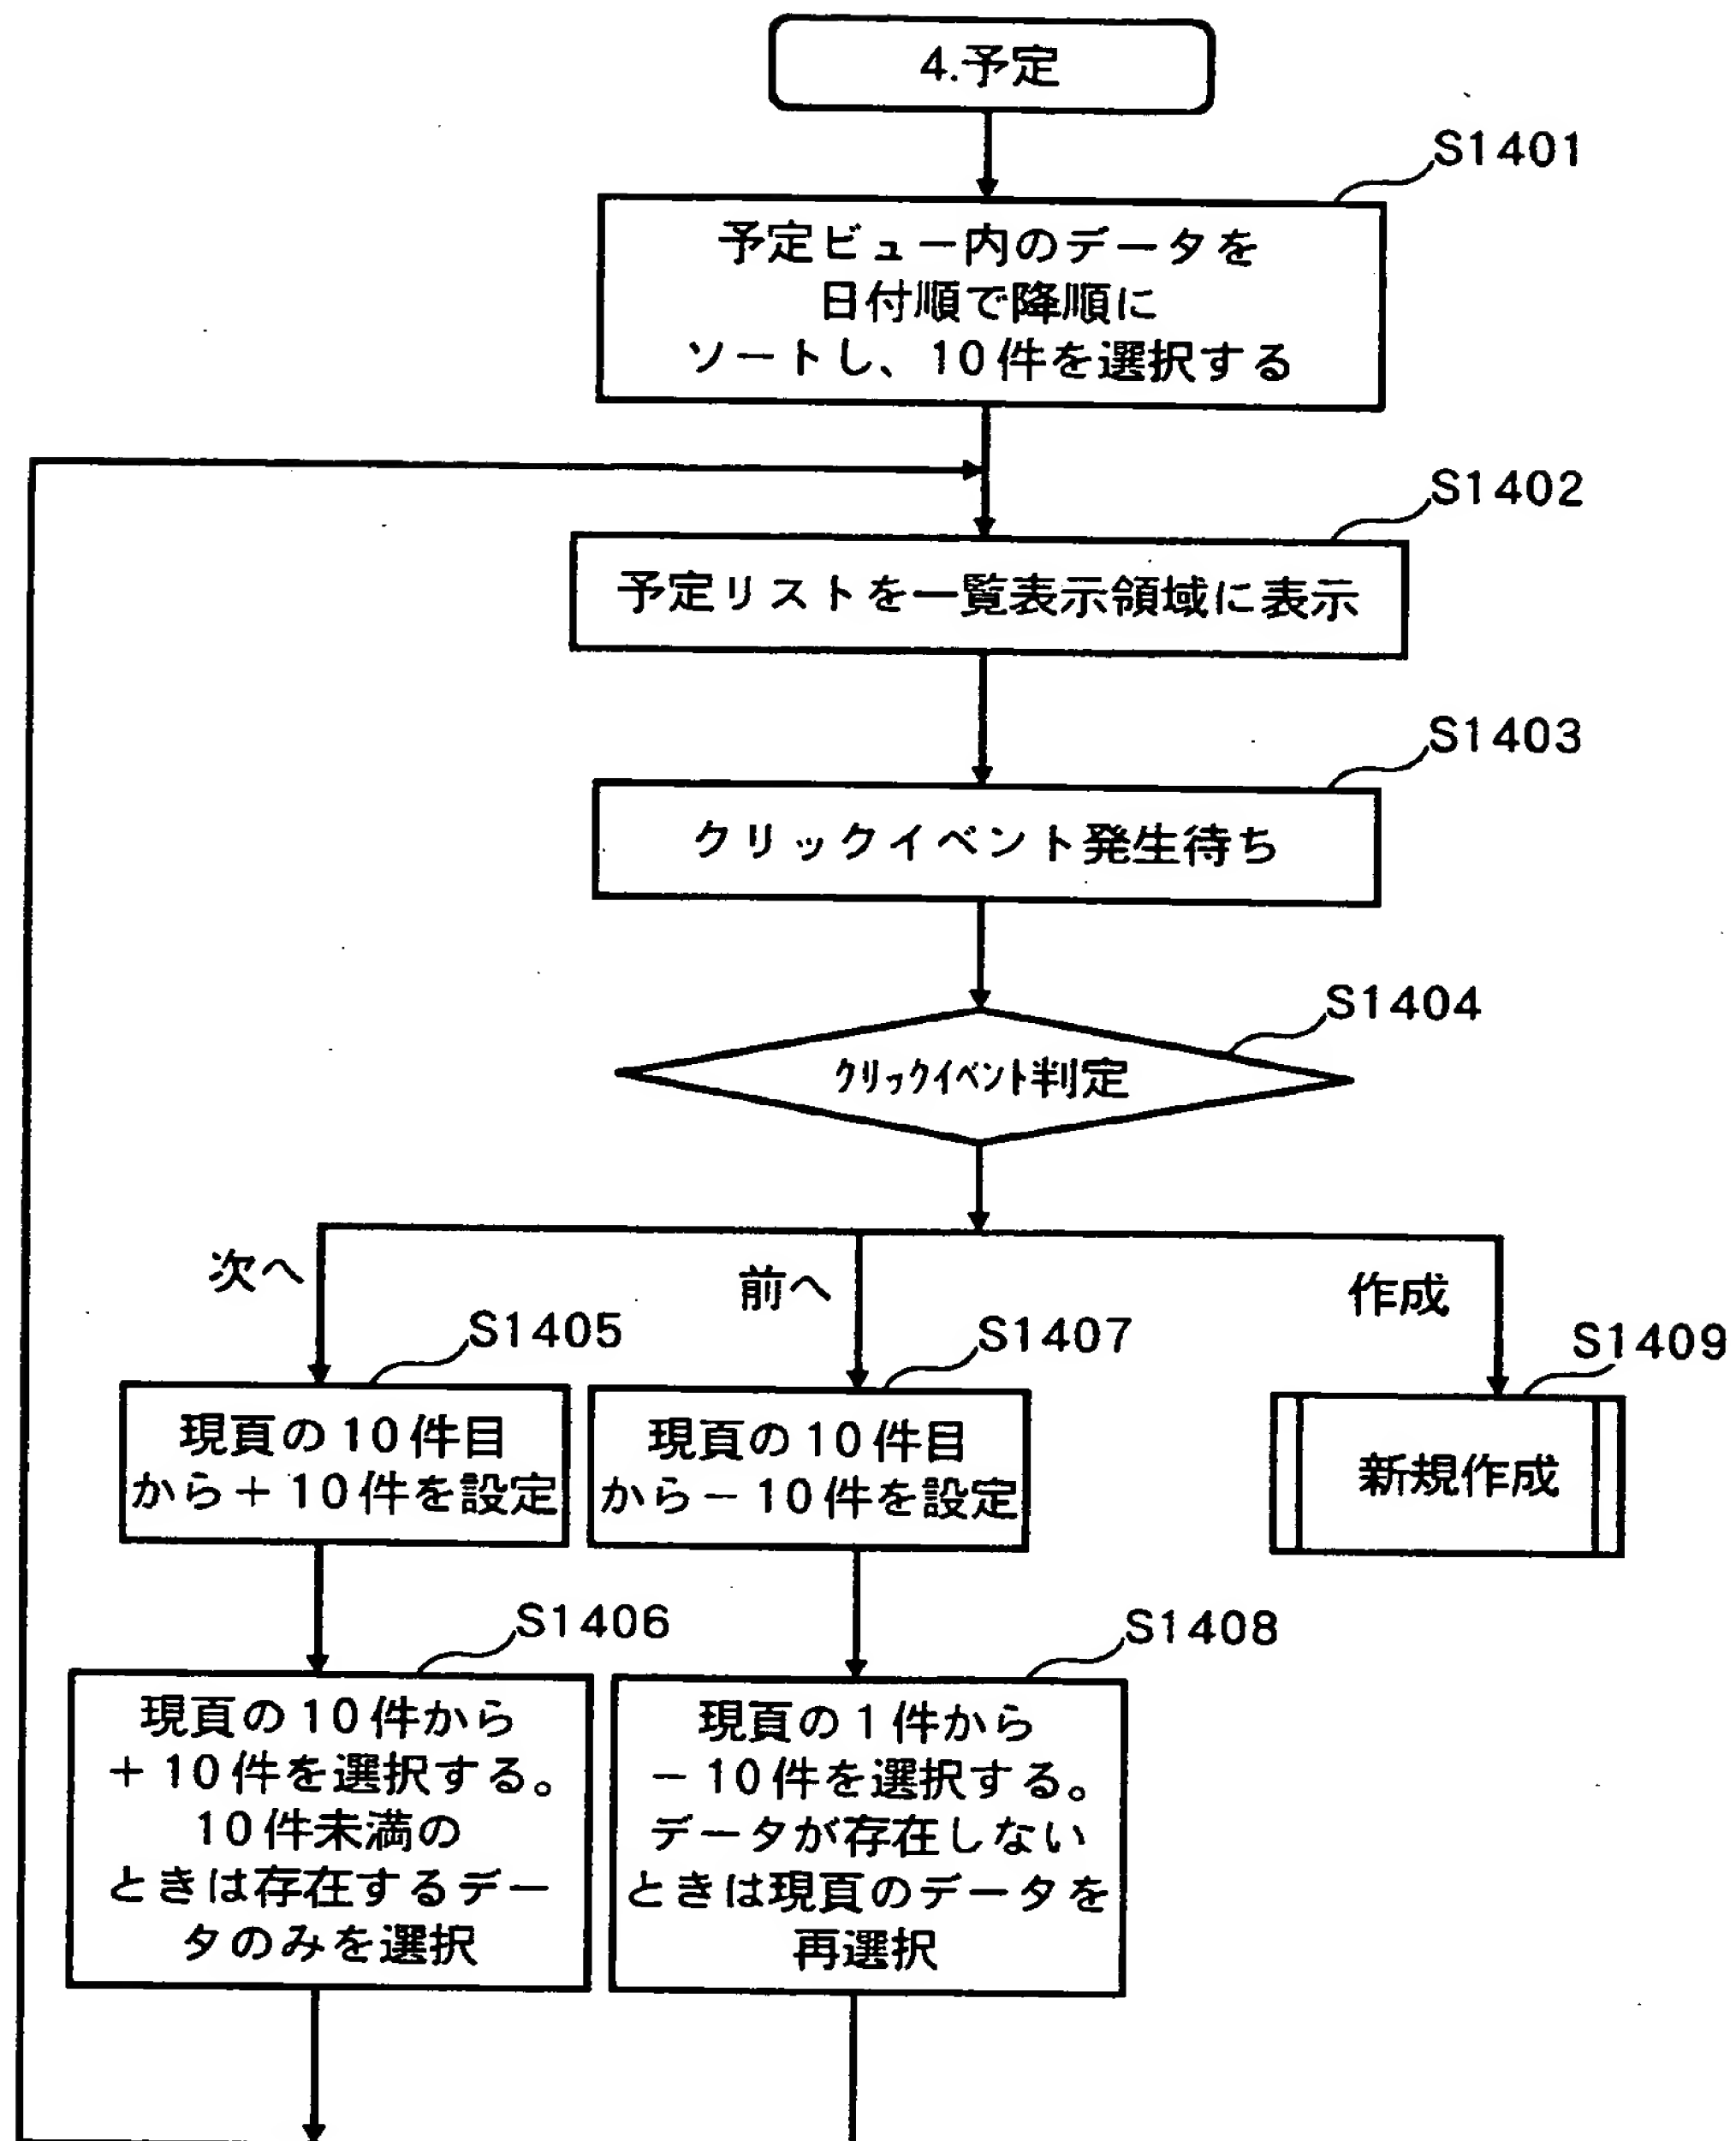 4.予定
S1401
予定ビュー内のデータを
日付順で降順に
ソートし、10件を選択する
S1402
予定リストを一覧表示領域に表示
S1403
クリックイベント発生待ち
S1404
クリックイベント判定
次へ
前へ
作成
S1405
現頁の10件目
から+10件を設定
S1407
現頁の10件目
から-10件を設定
S1409
新規作成
S1406
現頁の10件から
+10件を選択する。
10件未満の
ときは存在するデー
タのみを選択
S1408
現頁の1件から
-10件を選択する。
データが存在しない
ときは現頁のデータを
再選択